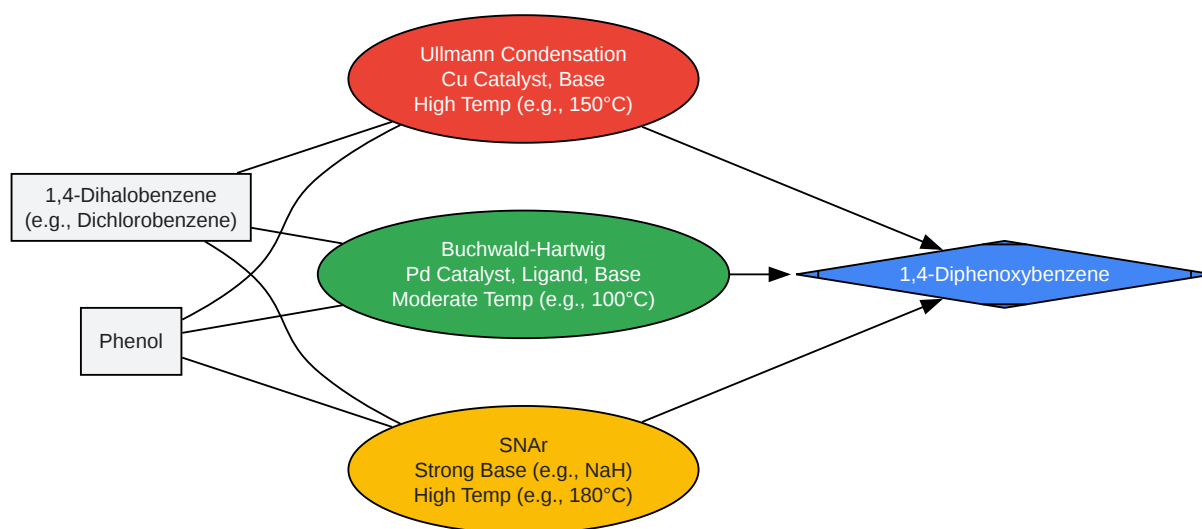 Ullmann Condensation
Cu Catalyst, Base
High Temp (e.g., 150°C)
1,4-Dihalobenzene
(e.g., Dichlorobenzene)
Buchwald-Hartwig
Pd Catalyst, Ligand, Base
Moderate Temp (e.g., 100°C)
1,4-Diphenoxybenzene
Phenol
SNAr
Strong Base (e.g., NaH)
High Temp (e.g., 180°C)